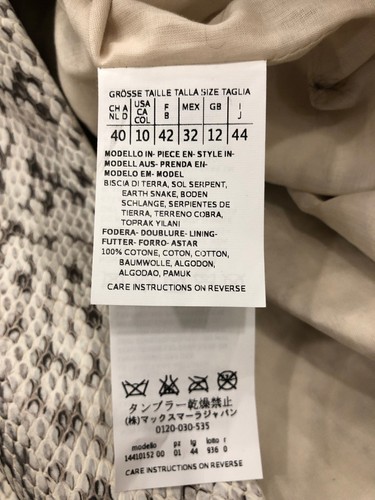 GRÖSSE TAILLE TALLA SIZE TAGLIA
CH A NL D USA CA COL F B MEX GB I J
40 10 42 32 12 44
MODELLO IN- PIECE EN- STYLE IN-
MODELL AUS- PRENDA EN-
MODELO EM- MODEL
BISCIA DI TERRA, SOL SERPENT,
EARTH SNAKE, BODEN
SCHLANGE, SERPIENTES DE
TIERRA, TERRENO COBRA,
TOPRAK YILANI
FODERA- DOUBLURE- LINING-
FUTTER- FORRO- ASTAR
100% COTONE, COTON, COTTON,
BAUMWOLLE, ALGODON,
ALGODAO, PAMUK
CARE INSTRUCTIONS ON REVERSE
タンブラー乾燥禁止
(株)マックスマーラジャパン
0120-030-535
modello pz tg lotto r
14410152 00 01 44 936 0
CARE INSTRUCTIONS ON REVERSE